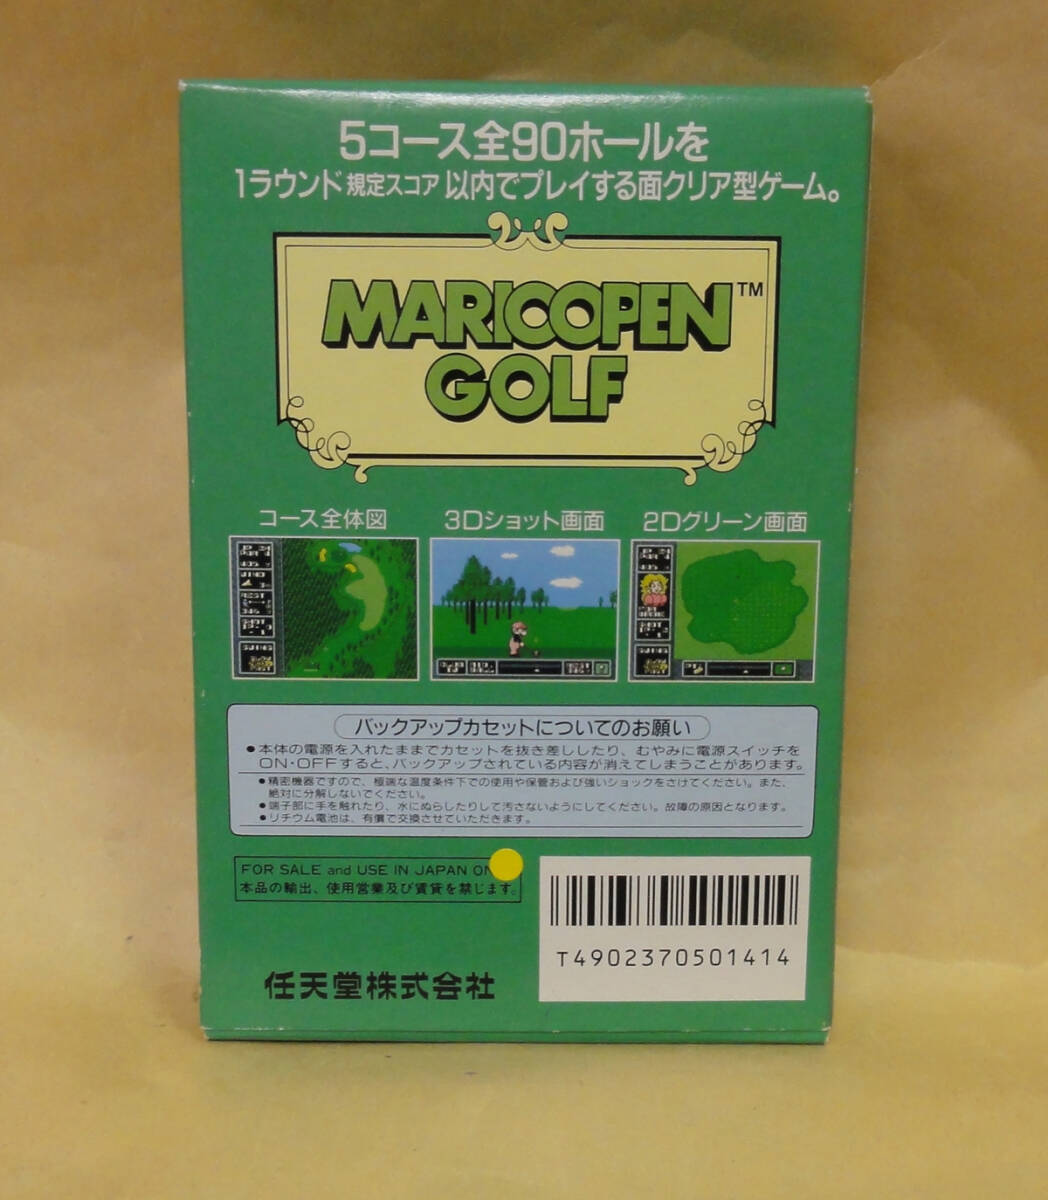 5コース全90ホールを
1ラウンド規定スコア以内でプレイする面クリア型ゲーム。
MARIOOPEN™
GOLF
コース全体図 3Dショット画面 2Dグリーン画面
バックアップカセットについてのお願い
●本体の電源を入れたままでカセットを抜き差ししたり、むやみに電源スイッチを
ON・OFFすると、バックアップされている内容が消えてしまうことがあります。
●精密機器ですので、極端な温度条件下での使用や保管および強いショックをさけてください。また、
絶対に分解しないでください。
●端子部に手を触れたり、水にぬらしたりして汚さないようにしてください。故障の原因となります。
●リチウム電池は、有償で交換させていただきます。
FOR SALE and USE IN JAPAN
本品の輸出、使用営業及び賃貸を禁じます。
T4902370501414
任天堂株式会社